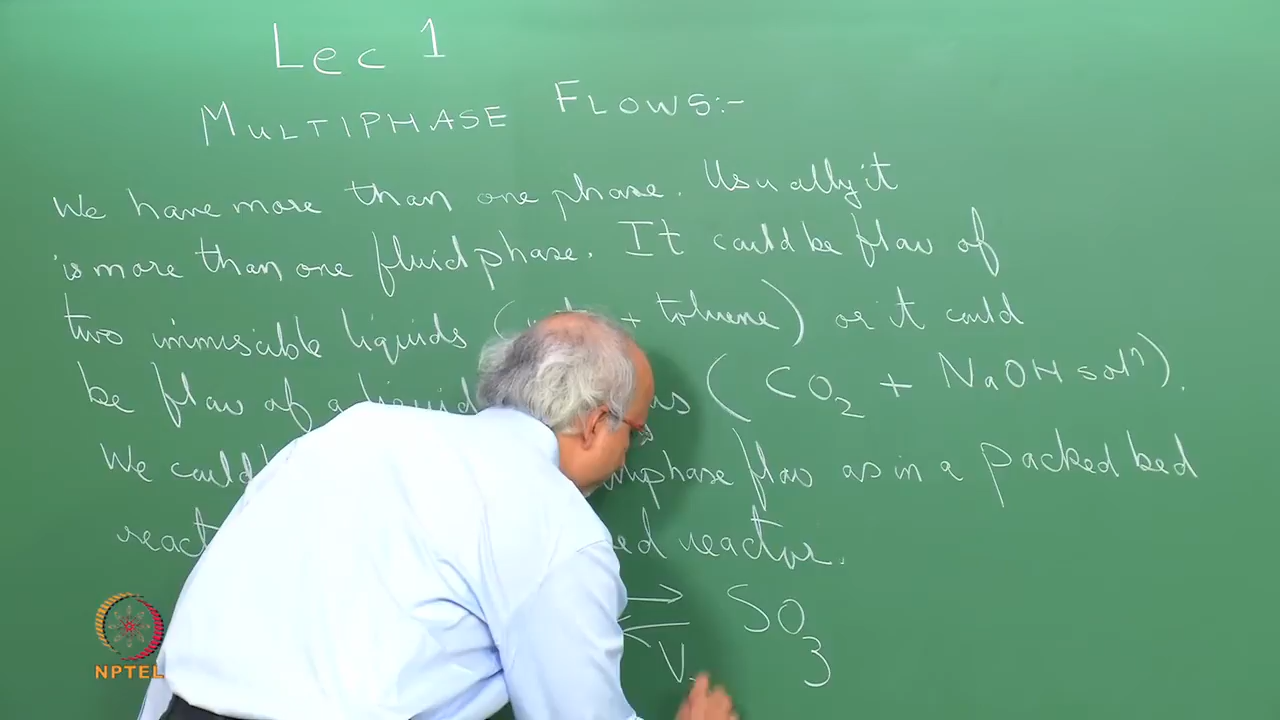 Lec 1
MULTIPHASE FLOWS:-
We have more than one phase. Usually it
is more than one fluid phase. It could be flow of
two immiscible liquids ( + toluene) or it could
be flow of a liquid (CO2 + NaOH solⁿ).
We could phase flow as in a packed bed
reactor.
⇌ SO3
V
NPTEL